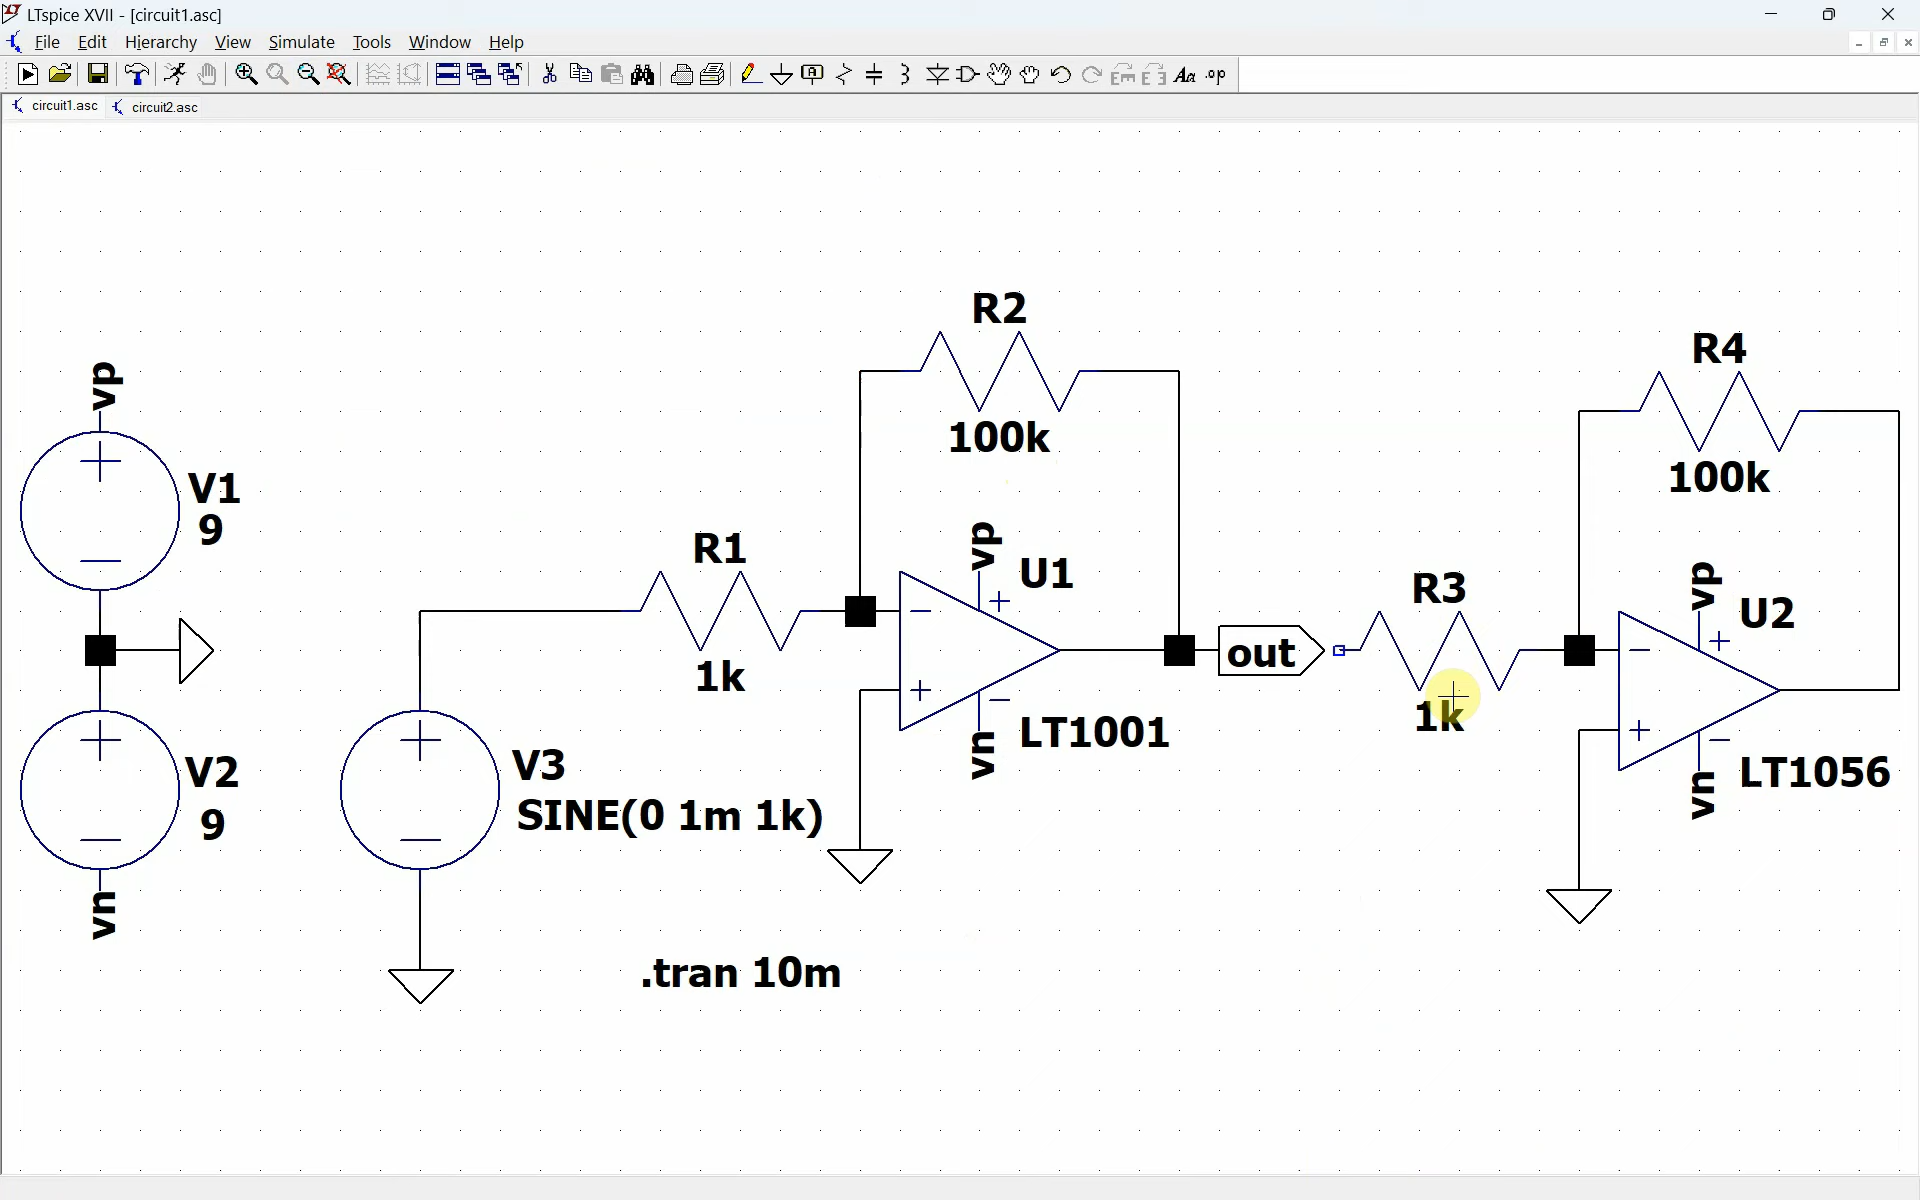 LTspice XVII - [circuit1.asc]
File Edit Hierarchy View Simulate Tools Window Help
Aa .op
circuit1.asc circuit2.asc
R2
100k
R4
100k
vp
V1
9
V2
9
vn
R1
1k
V3
SINE(0 1m 1k)
vp
U1
LT1001
vn
out
R3
1k
vp
U2
LT1056
vn
.tran 10m